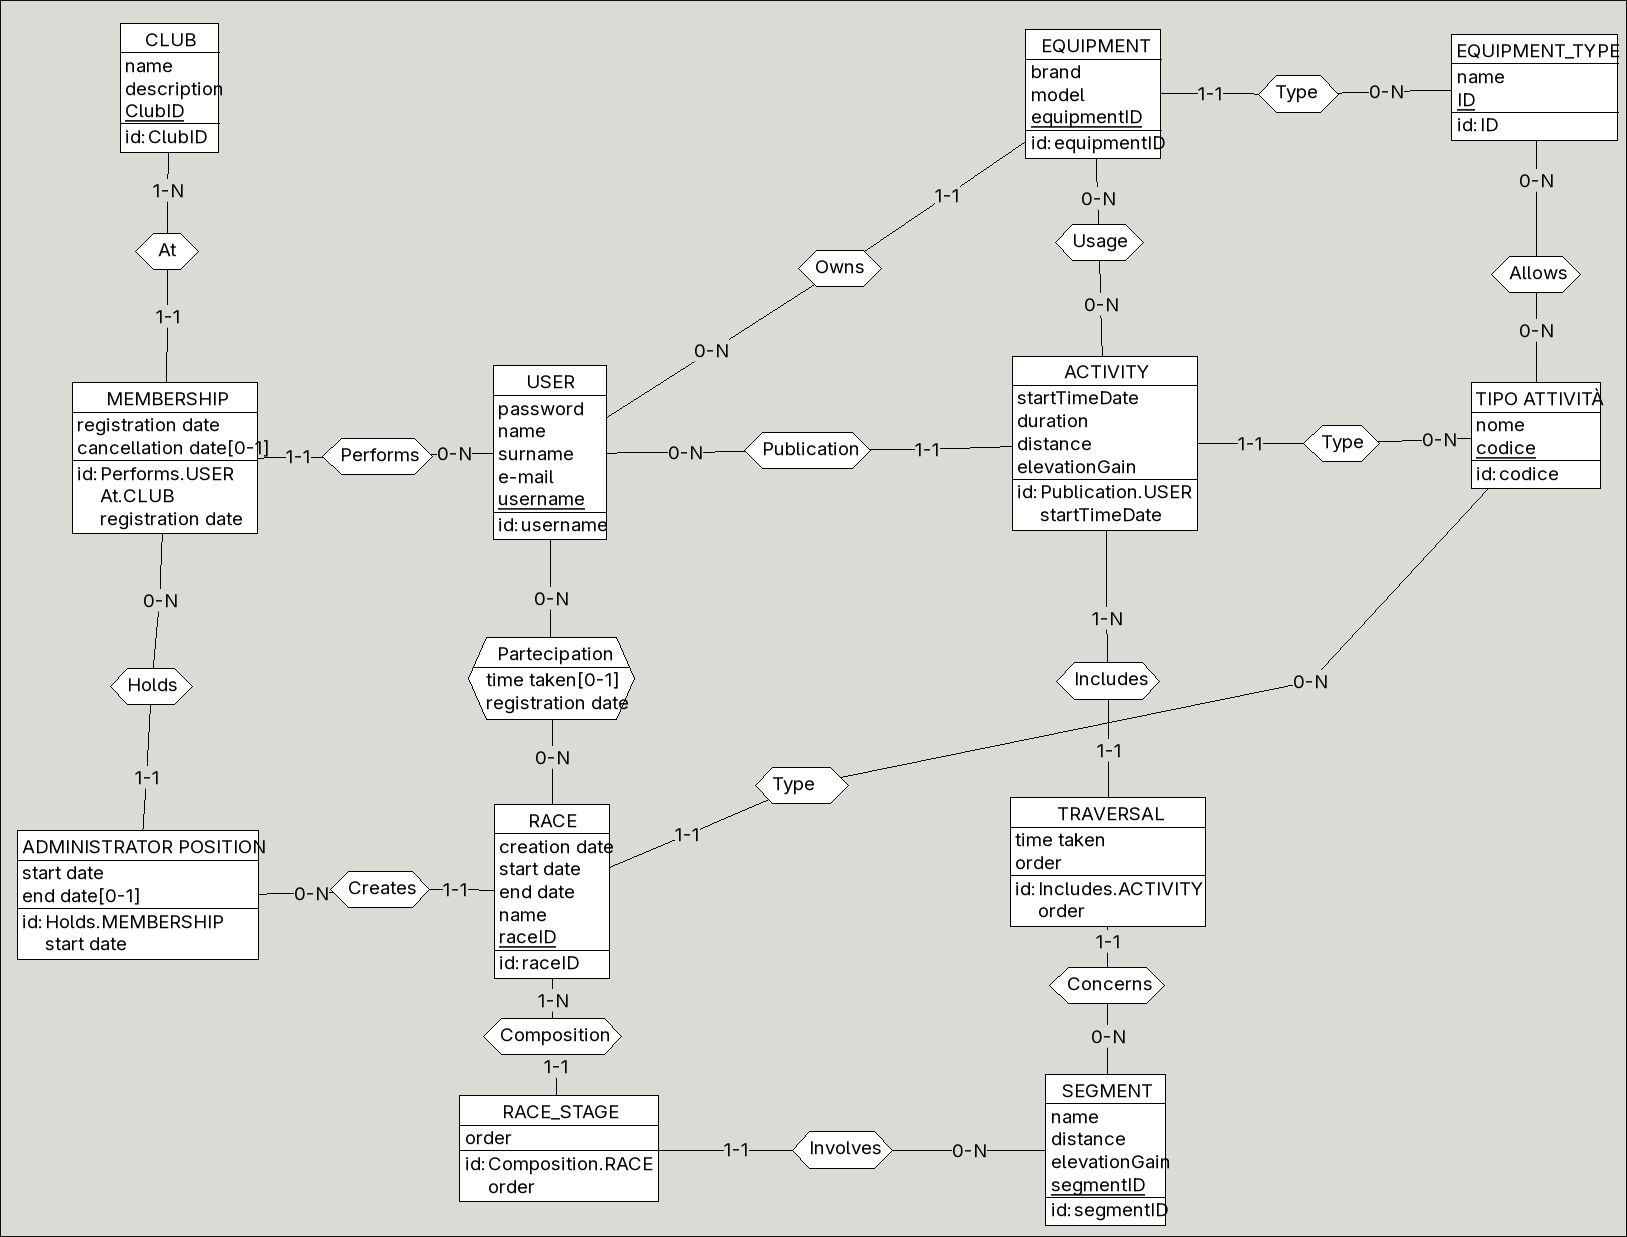 CLUB
name
description
ClubID
id: ClubID
1-N
At
1-1
MEMBERSHIP
registration date
cancellation date[0-1]
id: Performs.USER
At.CLUB
registration date
1-1
Performs
0-N
USER
password
name
surname
e-mail
username
id: username
0-N
Owns
1-1
EQUIPMENT
brand
model
equipmentID
id: equipmentID
1-1
Type
0-N
EQUIPMENT_TYPE
name
ID
id: ID
0-N
Allows
0-N
TIPO ATTIVITÀ
nome
codice
id: codice
0-N
Usage
0-N
ACTIVITY
startTimeDate
duration
distance
elevationGain
id: Publication.USER
startTimeDate
0-N
Publication
1-1
1-1
Type
0-N
0-N
Holds
1-1
ADMINISTRATOR POSITION
start date
end date[0-1]
id: Holds.MEMBERSHIP
start date
0-N
Creates
1-1
0-N
Partecipation
time taken[0-1]
registration date
0-N
RACE
creation date
start date
end date
name
raceID
id: raceID
1-1
Type
0-N
1-N
Includes
1-1
TRAVERSAL
time taken
order
id: Includes.ACTIVITY
order
1-1
Concerns
0-N
1-N
Composition
1-1
RACE_STAGE
order
id: Composition.RACE
order
1-1
Involves
0-N
SEGMENT
name
distance
elevationGain
segmentID
id: segmentID